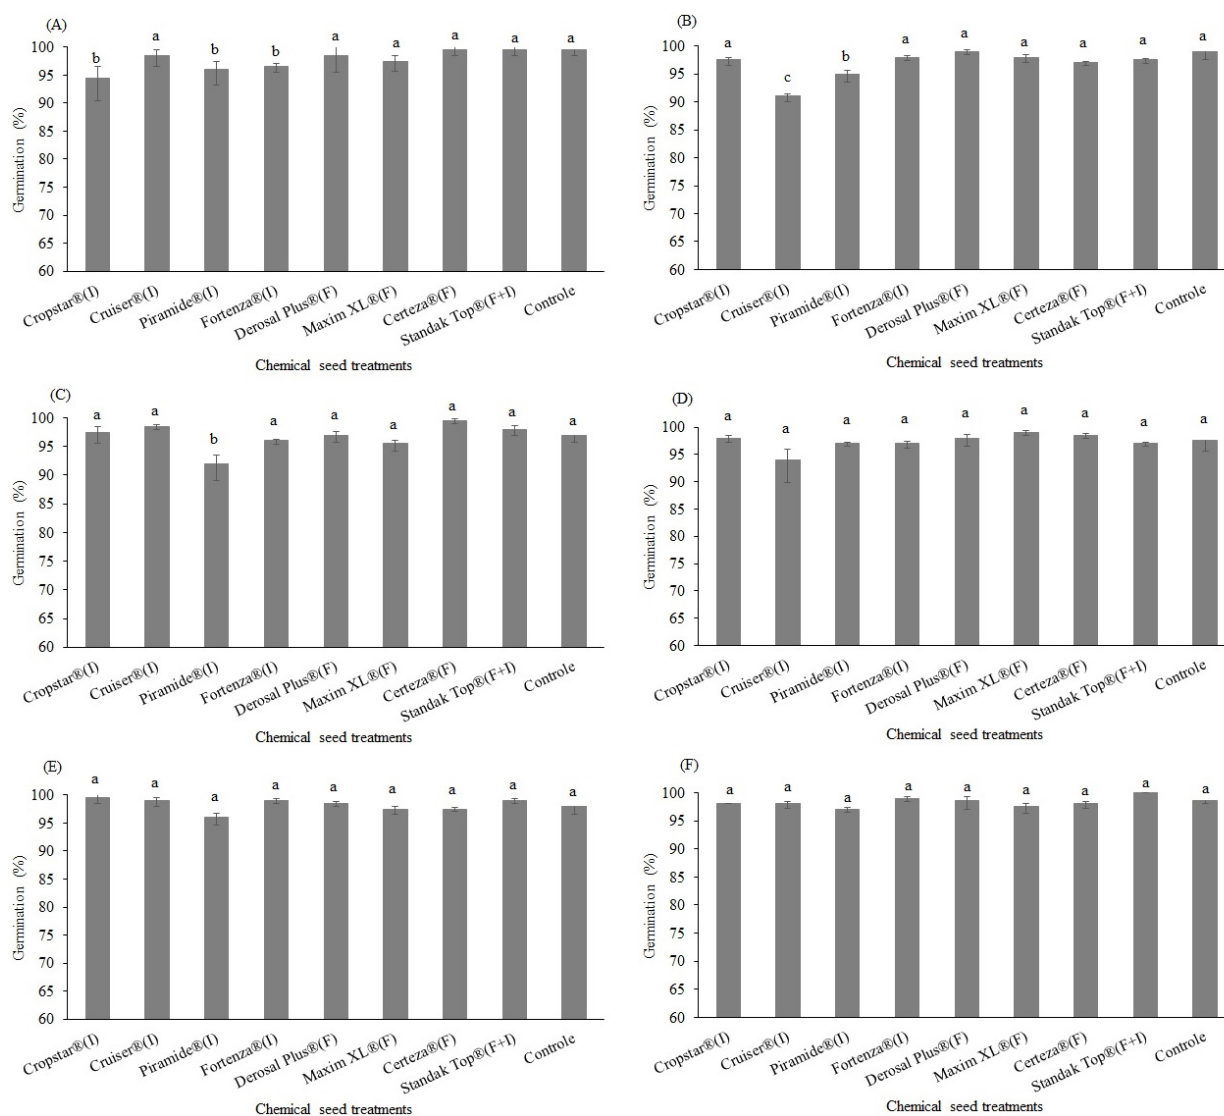 (A)
b a b b a a a a a
100
95
90
85
80
75
70
65
60
Germination (%)
Cropstar®(I) Cruiser®(I) Piramide®(I) Fortenza®(I) Derosal Plus®(F) Maxim XL®(F) Certeza®(F) Standak Top®(F+I) Controle
Chemical seed treatments
(B)
a c b a a a a a a
100
95
90
85
80
75
70
65
60
Germination (%)
Cropstar®(I) Cruiser®(I) Piramide®(I) Fortenza®(I) Derosal Plus®(F) Maxim XL®(F) Certeza®(F) Standak Top®(F+I) Controle
Chemical seed treatments
(C)
a a b a a a a a a
100
95
90
85
80
75
70
65
60
Germination (%)
Cropstar®(I) Cruiser®(I) Piramide®(I) Fortenza®(I) Derosal Plus®(F) Maxim XL®(F) Certeza®(F) Standak Top®(F+I) Controle
Chemical seed treatments
(D)
a a a a a a a a a
100
95
90
85
80
75
70
65
60
Germination (%)
Cropstar®(I) Cruiser®(I) Piramide®(I) Fortenza®(I) Derosal Plus®(F) Maxim XL®(F) Certeza®(F) Standak Top®(F+I) Controle
Chemical seed treatments
(E)
a a a a a a a a a
100
95
90
85
80
75
70
65
60
Germination (%)
Cropstar®(I) Cruiser®(I) Piramide®(I) Fortenza®(I) Derosal Plus®(F) Maxim XL®(F) Certeza®(F) Standak Top®(F+I) Controle
Chemical seed treatments
(F)
a a a a a a a a a
100
95
90
85
80
75
70
65
60
Germination (%)
Cropstar®(I) Cruiser®(I) Piramide®(I) Fortenza®(I) Derosal Plus®(F) Maxim XL®(F) Certeza®(F) Standak Top®(F+I) Controle
Chemical seed treatments